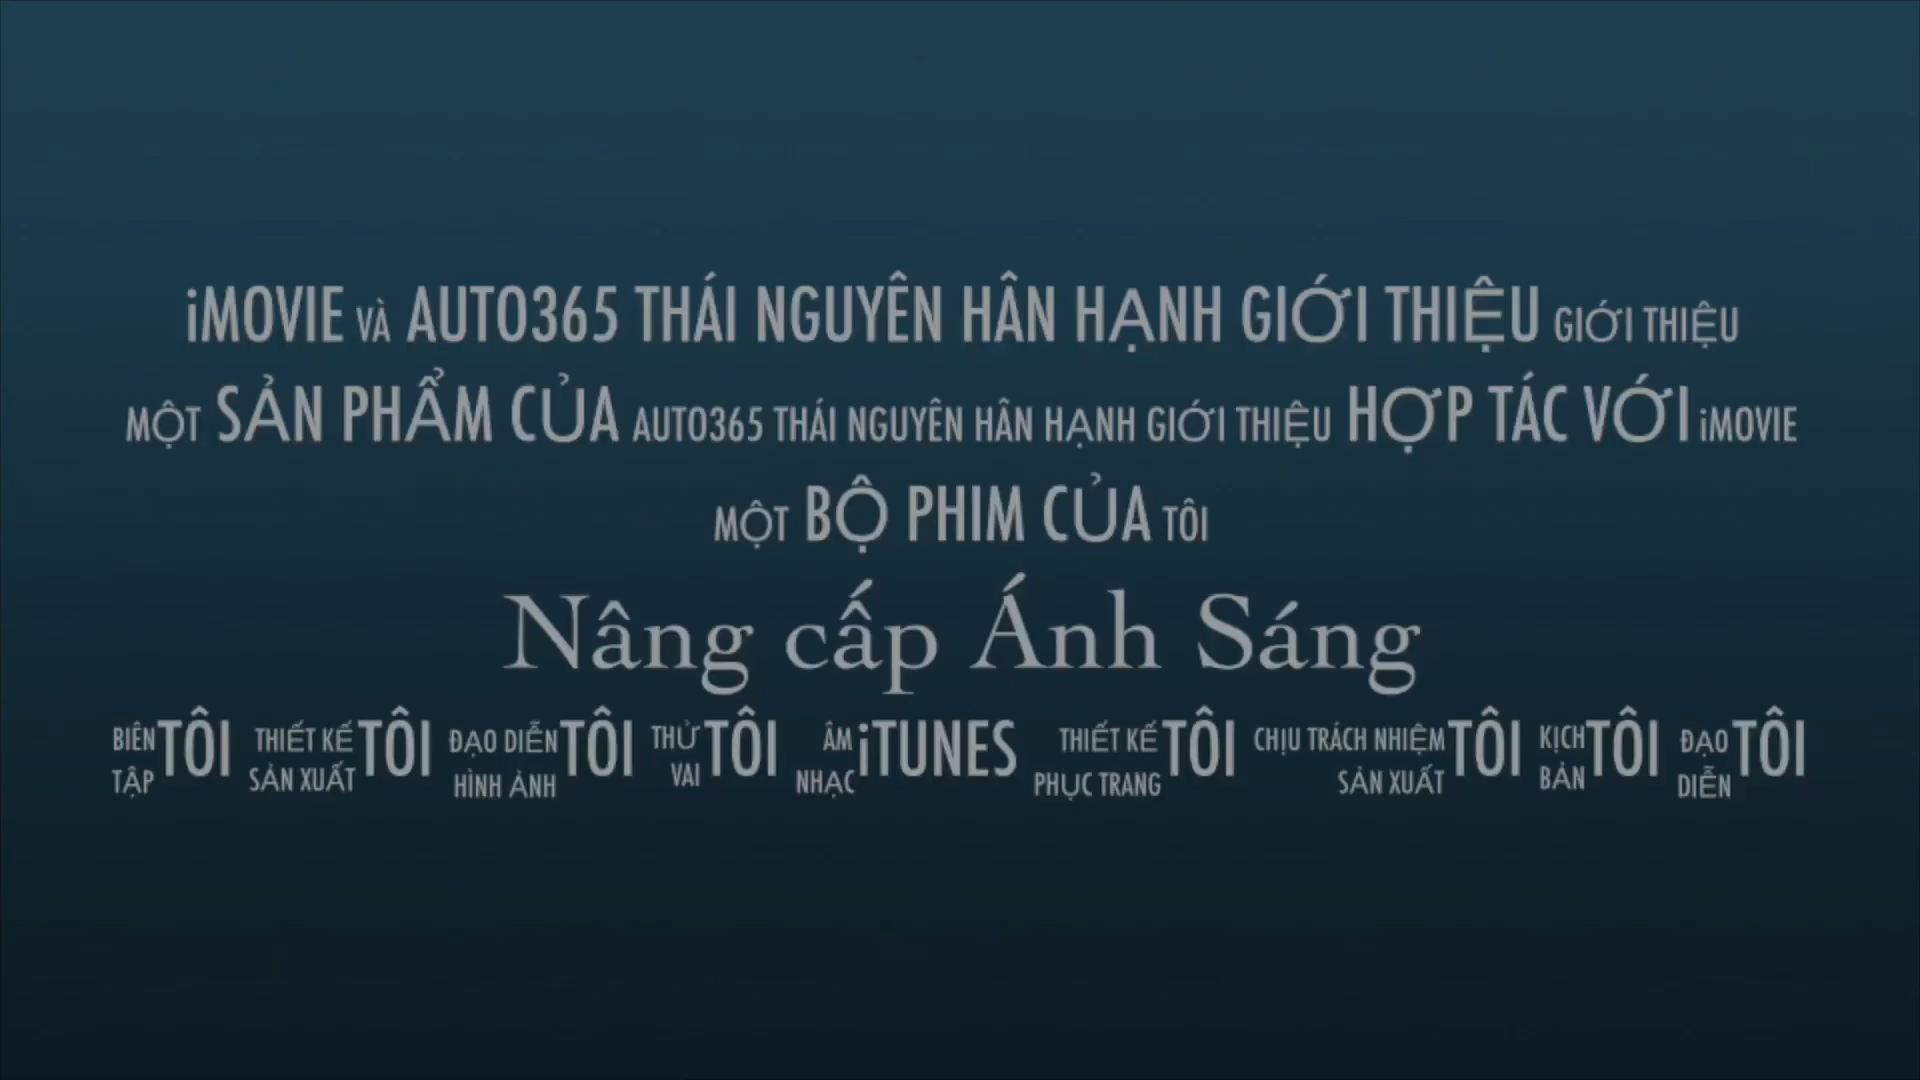 iMOVIE VÀ AUTO365 THÁI NGUYÊN HÂN HẠNH GIỚI THIỆU GIỚI THIỆU
MỘT SẢN PHẨM CỦA AUTO365 THÁI NGUYÊN HÂN HẠNH GIỚI THIỆU HỢP TÁC VỚI iMOVIE
MỘT BỘ PHIM CỦA TÔI
Nâng cấp Ánh Sáng
BIÊN TẬP TÔI THIẾT KẾ SẢN XUẤT TÔI ĐẠO DIỄN HÌNH ẢNH TÔI THỬ VAI TÔI ÂM NHẠC iTUNES THIẾT KẾ PHỤC TRANG TÔI CHỊU TRÁCH NHIỆM SẢN XUẤT TÔI KỊCH BẢN TÔI ĐẠO DIỄN TÔI